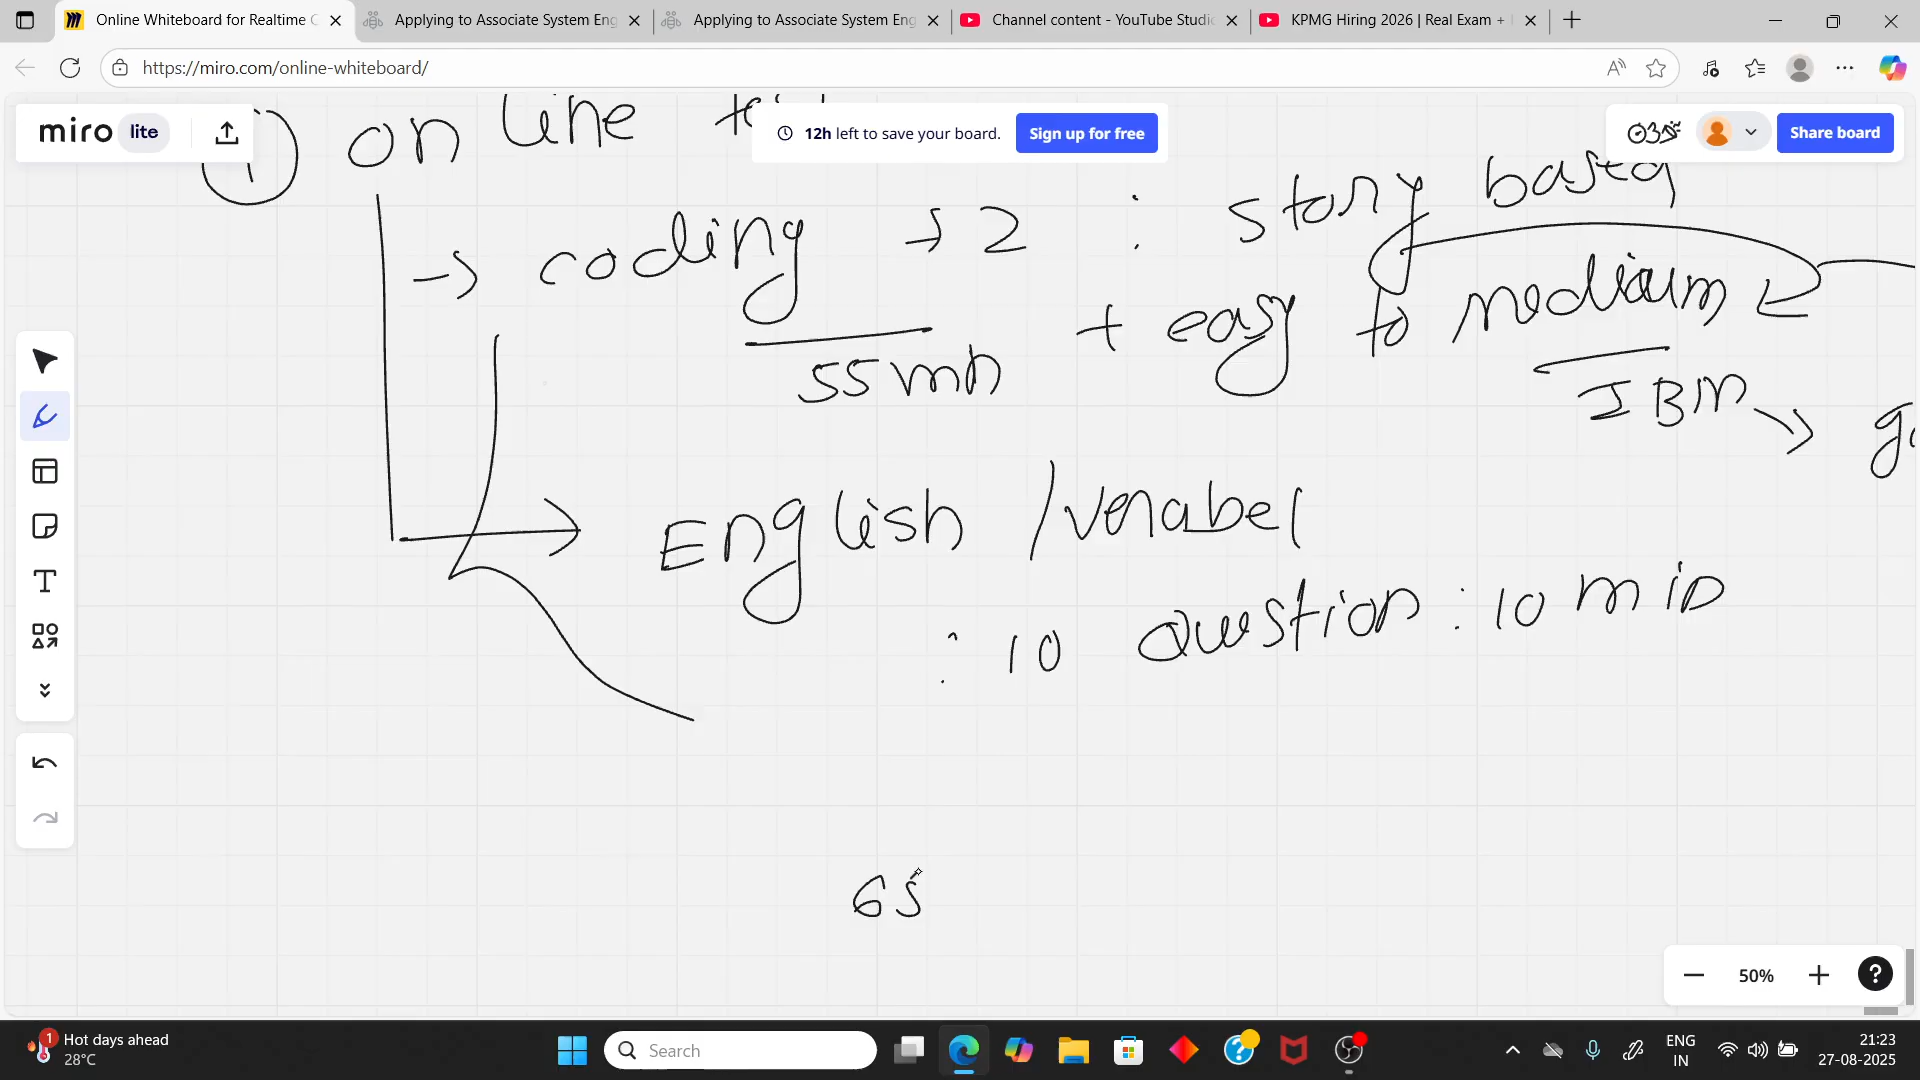 Online Whiteboard for Realtime C
Applying to Associate System Eng
Applying to Associate System Eng
Channel content - YouTube Studio
KPMG Hiring 2026 | Real Exam +
https://miro.com/online-whiteboard/
miro lite
12h left to save your board.
Sign up for free
Share board
① on line
→ coding → 2 : story based
+ easy to medium
55 min
IBM →
English / verabel
: 10 Question : 10 min
65
50%
Hot days ahead
28°C
1
Search
ENG
IN
21:23
27-08-2025